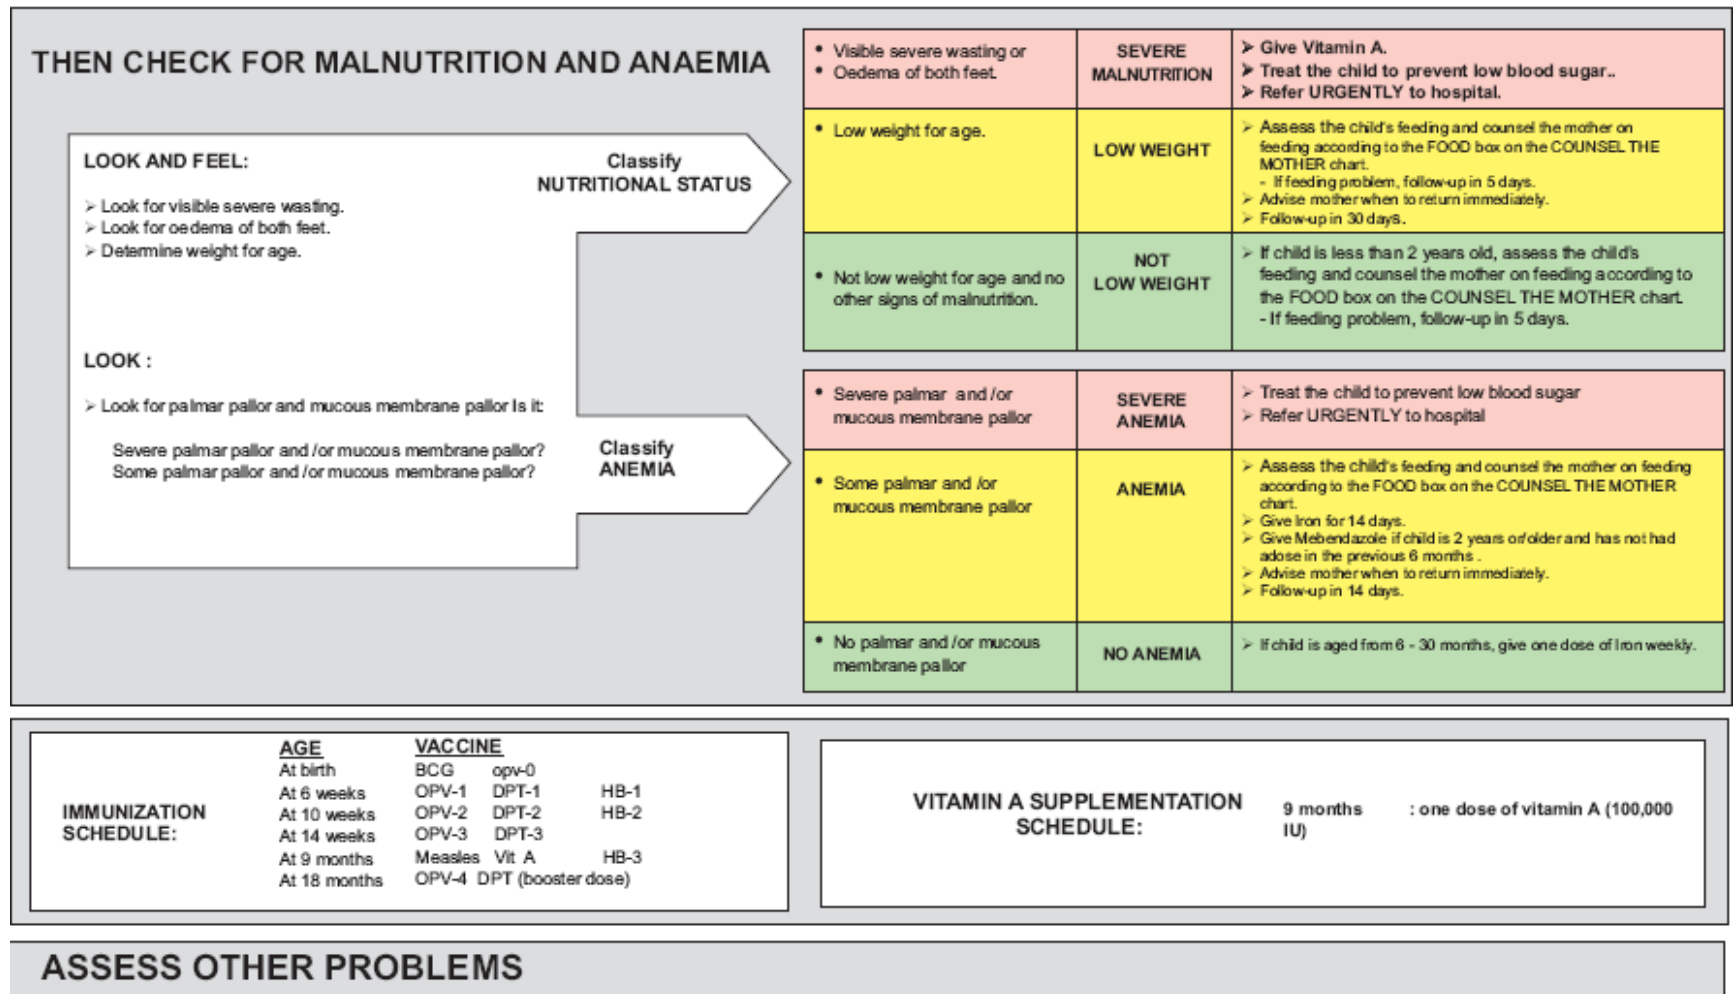 THEN CHECK FOR MALNUTRITION AND ANAEMIA
LOOK AND FEEL:
➢ Look for visible severe wasting.
➢ Look for oedema of both feet.
➢ Determine weight for age.
Classify
NUTRITIONAL STATUS
LOOK :
➢ Look for palmar pallor and mucous membrane pallor Is it:
Severe palmar pallor and /or mucous membrane pallor?
Some palmar pallor and /or mucous membrane pallor?
Classify
ANEMIA
• Visible severe wasting or
• Oedema of both feet.
SEVERE
MALNUTRITION
➢ Give Vitamin A.
➢ Treat the child to prevent low blood sugar..
➢ Refer URGENTLY to hospital.
• Low weight for age.
LOW WEIGHT
➢ Assess the child's feeding and counsel the mother on
feeding according to the FOOD box on the COUNSEL THE
MOTHER chart.
- If feeding problem, follow-up in 5 days.
➢ Advise mother when to return immediately.
➢ Follow-up in 30 days.
• Not low weight for age and no
other signs of malnutrition.
NOT
LOW WEIGHT
➢ If child is less than 2 years old, assess the child's
feeding and counsel the mother on feeding according to
the FOOD box on the COUNSEL THE MOTHER chart.
- If feeding problem, follow-up in 5 days.
• Severe palmar and /or
mucous membrane pallor
SEVERE
ANEMIA
➢ Treat the child to prevent low blood sugar
➢ Refer URGENTLY to hospital
• Some palmar and /or
mucous membrane pallor
ANEMIA
➢ Assess the child's feeding and counsel the mother on feeding
according to the FOOD box on the COUNSEL THE MOTHER
chart.
➢ Give Iron for 14 days.
➢ Give Mebendazole if child is 2 years or/older and has not had
adose in the previous 6 months .
➢ Advise mother when to return immediately.
➢ Follow-up in 14 days.
• No palmar and /or mucous
membrane pallor
NO ANEMIA
➢ If child is aged from 6 - 30 months, give one dose of Iron weekly.
IMMUNIZATION
SCHEDULE:
AGE VACCINE
At birth BCG opv-0
At 6 weeks OPV-1 DPT-1 HB-1
At 10 weeks OPV-2 DPT-2 HB-2
At 14 weeks OPV-3 DPT-3
At 9 months Measles Vit A HB-3
At 18 months OPV-4 DPT (booster dose)
VITAMIN A SUPPLEMENTATION
SCHEDULE:
9 months : one dose of vitamin A (100,000
IU)
ASSESS OTHER PROBLEMS